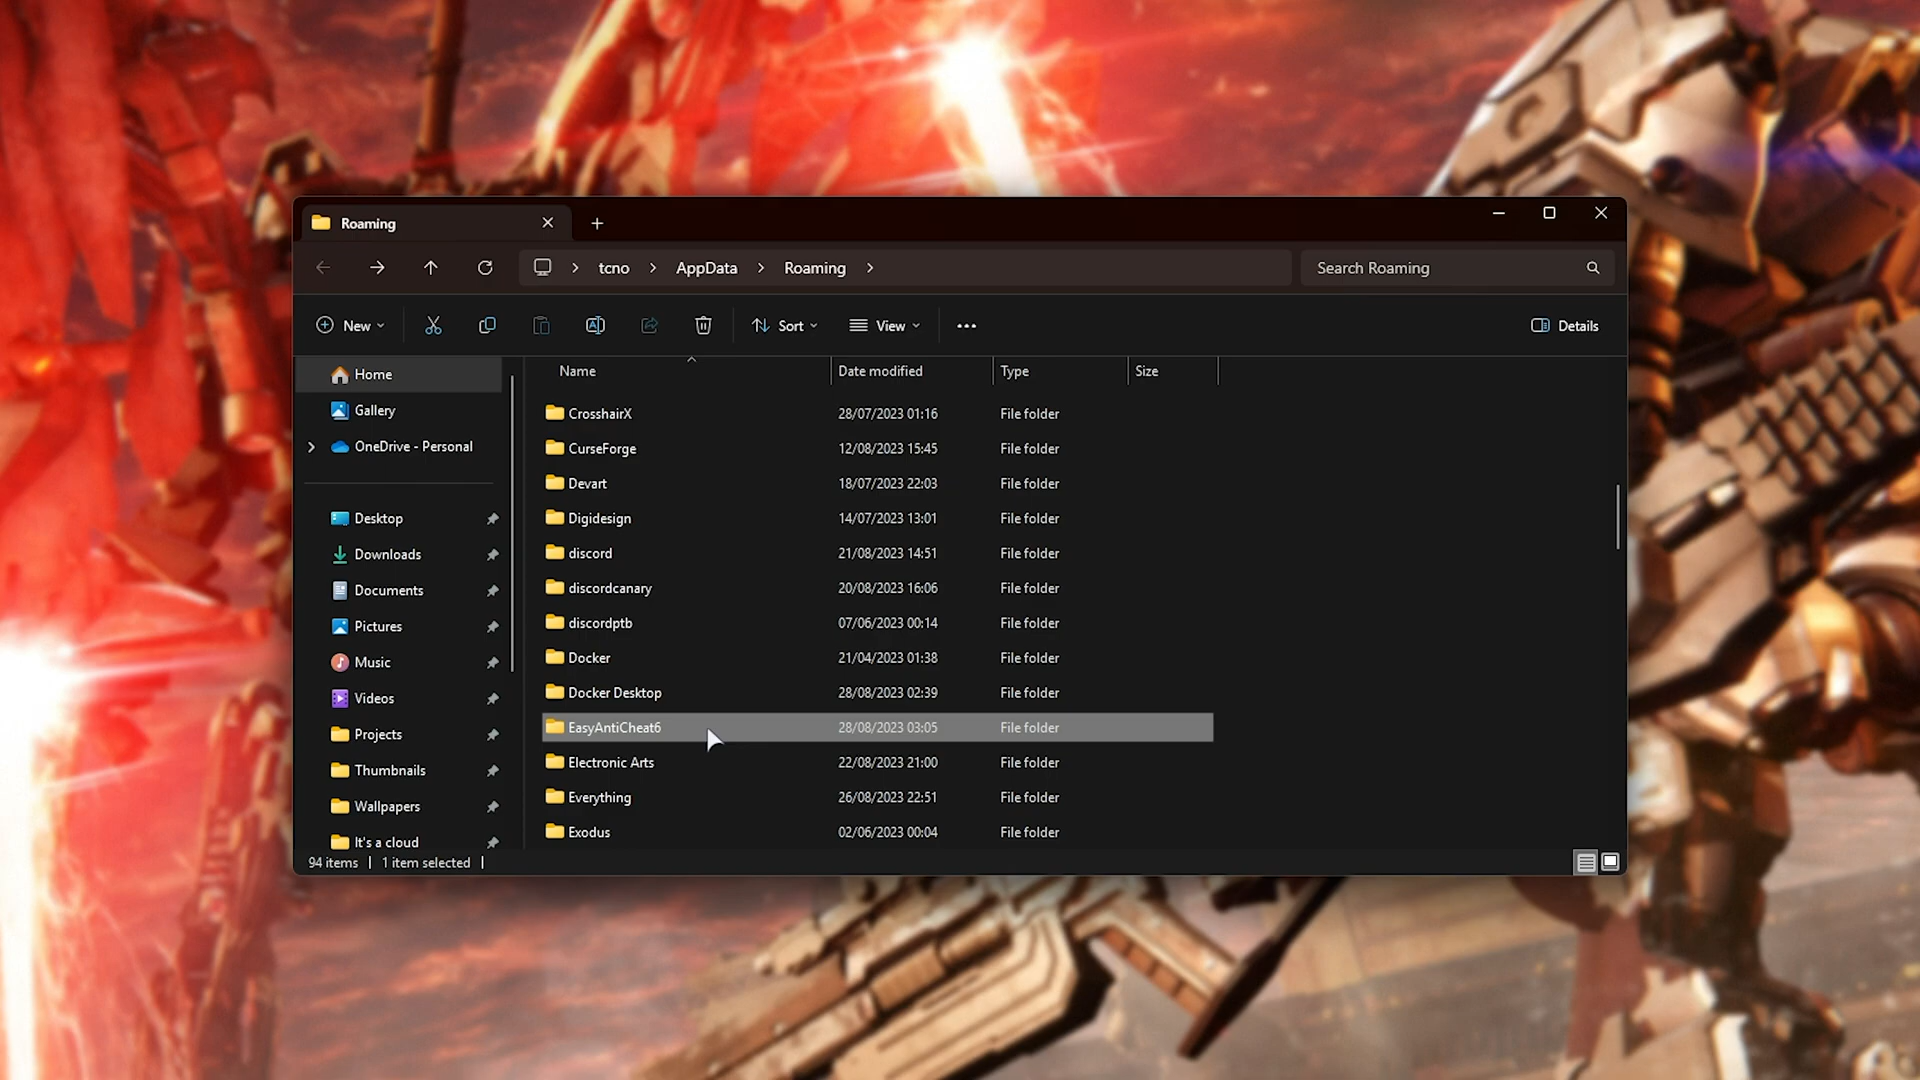 Roaming
tcno AppData Roaming
Search Roaming
New
Sort
View
Details
Home
Gallery
OneDrive - Personal
Desktop
Downloads
Documents
Pictures
Music
Videos
Projects
Thumbnails
Wallpapers
It's a cloud
Name Date modified Type Size
CrosshairX 28/07/2023 01:16 File folder
CurseForge 12/08/2023 15:45 File folder
Devart 18/07/2023 22:03 File folder
Digidesign 14/07/2023 13:01 File folder
discord 21/08/2023 14:51 File folder
discordcanary 20/08/2023 16:06 File folder
discordptb 07/06/2023 00:14 File folder
Docker 21/04/2023 01:38 File folder
Docker Desktop 28/08/2023 02:39 File folder
EasyAntiCheat6 28/08/2023 03:05 File folder
Electronic Arts 22/08/2023 21:00 File folder
Everything 26/08/2023 22:51 File folder
Exodus 02/06/2023 00:04 File folder
94 items 1 item selected